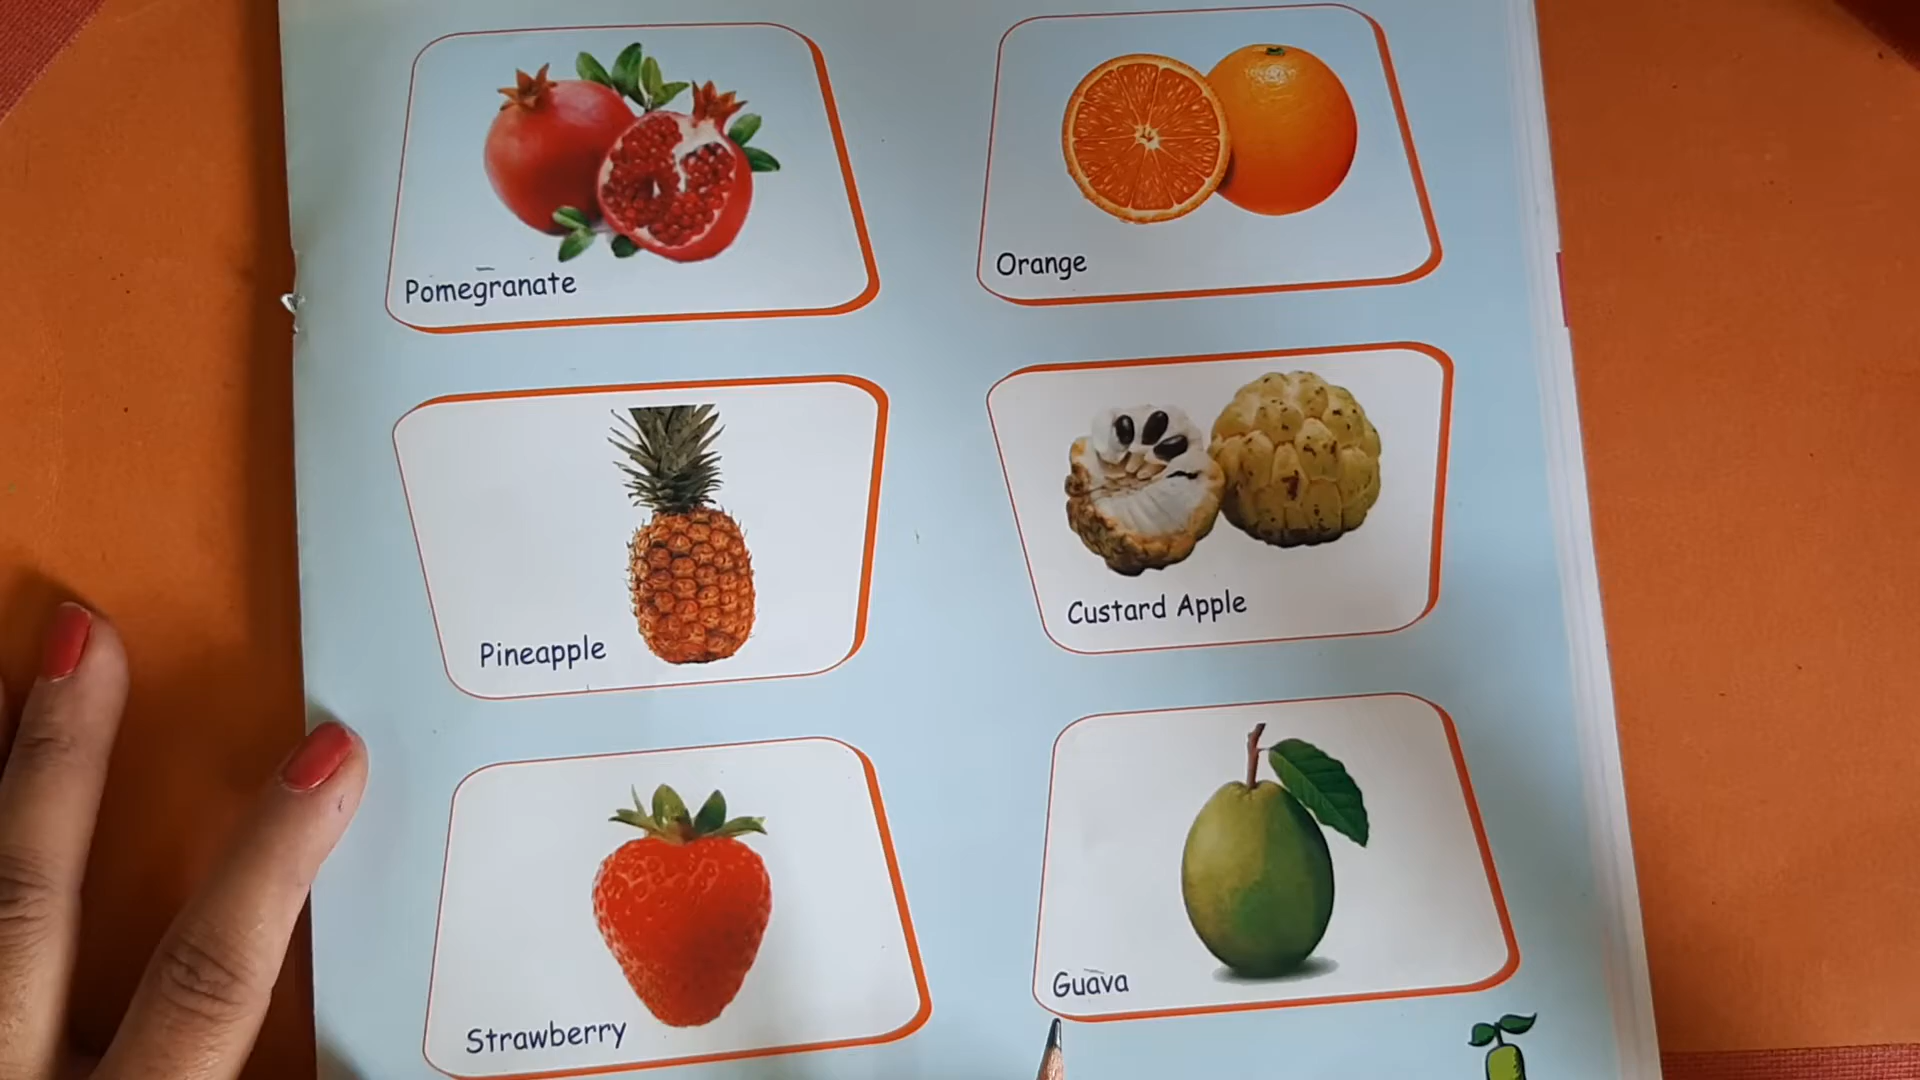 Pomegranate
Orange
Pineapple
Custard Apple
Strawberry
Guava